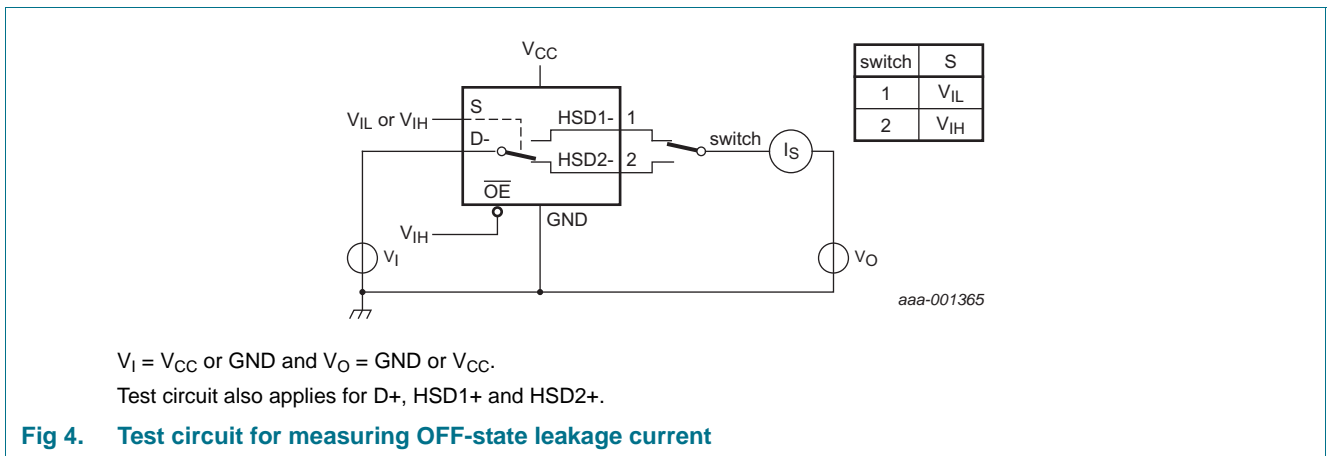 VCC
switch S
1 VIL
2 VIH
VIL or VIH
S
HSD1- 1
D-
switch
IS
HSD2- 2
OE
GND
VIH
VI
VO
aaa-001365
VI = VCC or GND and VO = GND or VCC.
Test circuit also applies for D+, HSD1+ and HSD2+.
Fig 4. Test circuit for measuring OFF-state leakage current